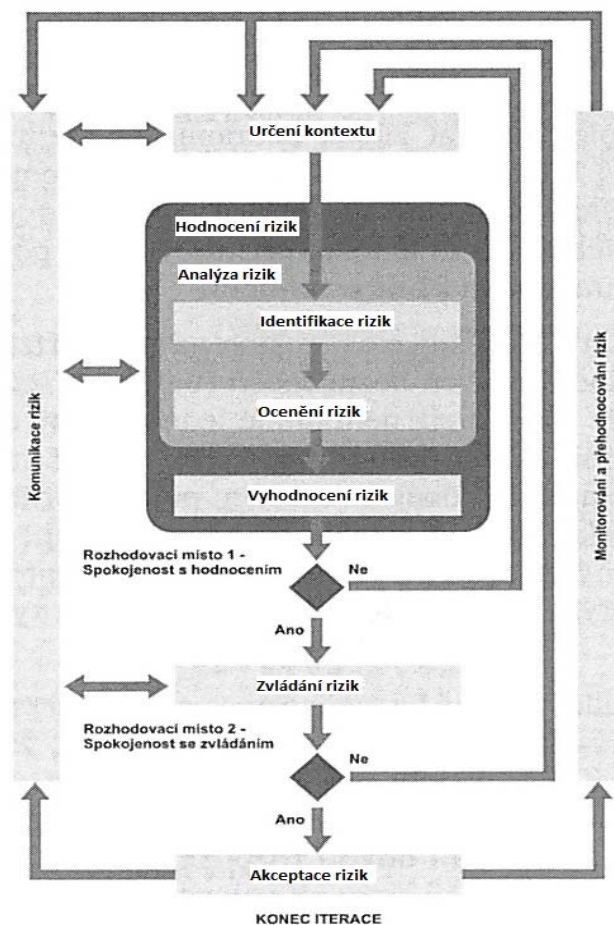 Určení kontextu
Hodnocení rizik
Analýza rizik
Identifikace rizik
Ocenění rizik
Vyhodnocení rizik
Komunikace rizik
Monitorování a přehodnocování rizik
Rozhodovací místo 1 -
Spokojenost s hodnocením
Ne
Ano
Zvládání rizik
Rozhodovací místo 2 -
Spokojenost se zvládáním
Ne
Ano
Akceptace rizik
KONEC ITERACE